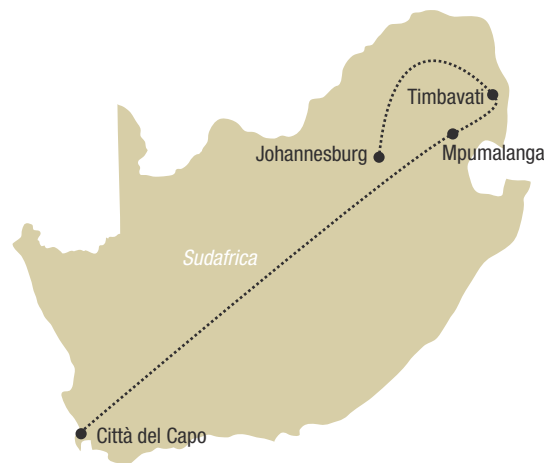 Timbavati
Johannesburg
Mpumalanga
Sudafrica
Città del Capo